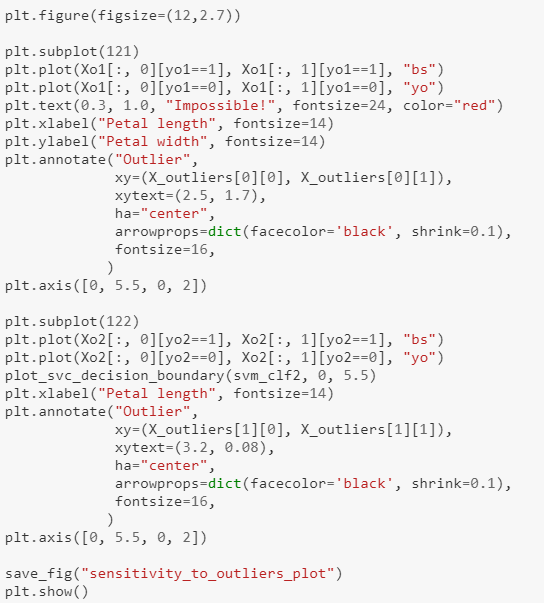 plt.figure(figsize=(12,2.7))

plt.subplot(121)
plt.plot(Xo1[:, 0][yo1==1], Xo1[:, 1][yo1==1], "bs")
plt.plot(Xo1[:, 0][yo1==0], Xo1[:, 1][yo1==0], "yo")
plt.text(0.3, 1.0, "Impossible!", fontsize=24, color="red")
plt.xlabel("Petal length", fontsize=14)
plt.ylabel("Petal width", fontsize=14)
plt.annotate("Outlier",
             xy=(X_outliers[0][0], X_outliers[0][1]),
             xytext=(2.5, 1.7),
             ha="center",
             arrowprops=dict(facecolor='black', shrink=0.1),
             fontsize=16,
            )
plt.axis([0, 5.5, 0, 2])

plt.subplot(122)
plt.plot(Xo2[:, 0][yo2==1], Xo2[:, 1][yo2==1], "bs")
plt.plot(Xo2[:, 0][yo2==0], Xo2[:, 1][yo2==0], "yo")
plot_svc_decision_boundary(svm_clf2, 0, 5.5)
plt.xlabel("Petal length", fontsize=14)
plt.annotate("Outlier",
             xy=(X_outliers[1][0], X_outliers[1][1]),
             xytext=(3.2, 0.08),
             ha="center",
             arrowprops=dict(facecolor='black', shrink=0.1),
             fontsize=16,
            )
plt.axis([0, 5.5, 0, 2])

save_fig("sensitivity_to_outliers_plot")
plt.show()